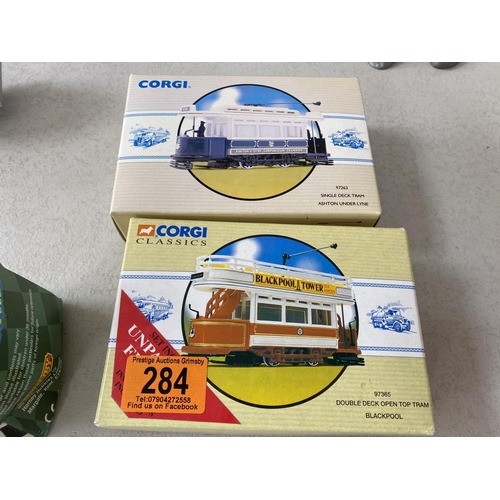 CORGI
97263
SINGLE DECK TRAM
ASHTON UNDER LYNE
CORGI
CLASSICS
BLACKPOOL TOWER
Prestige Auctions Grimsby
284
Tel:07904272558
Find us on Facebook
97365
DOUBLE DECK OPEN TOP TRAM
BLACKPOOL